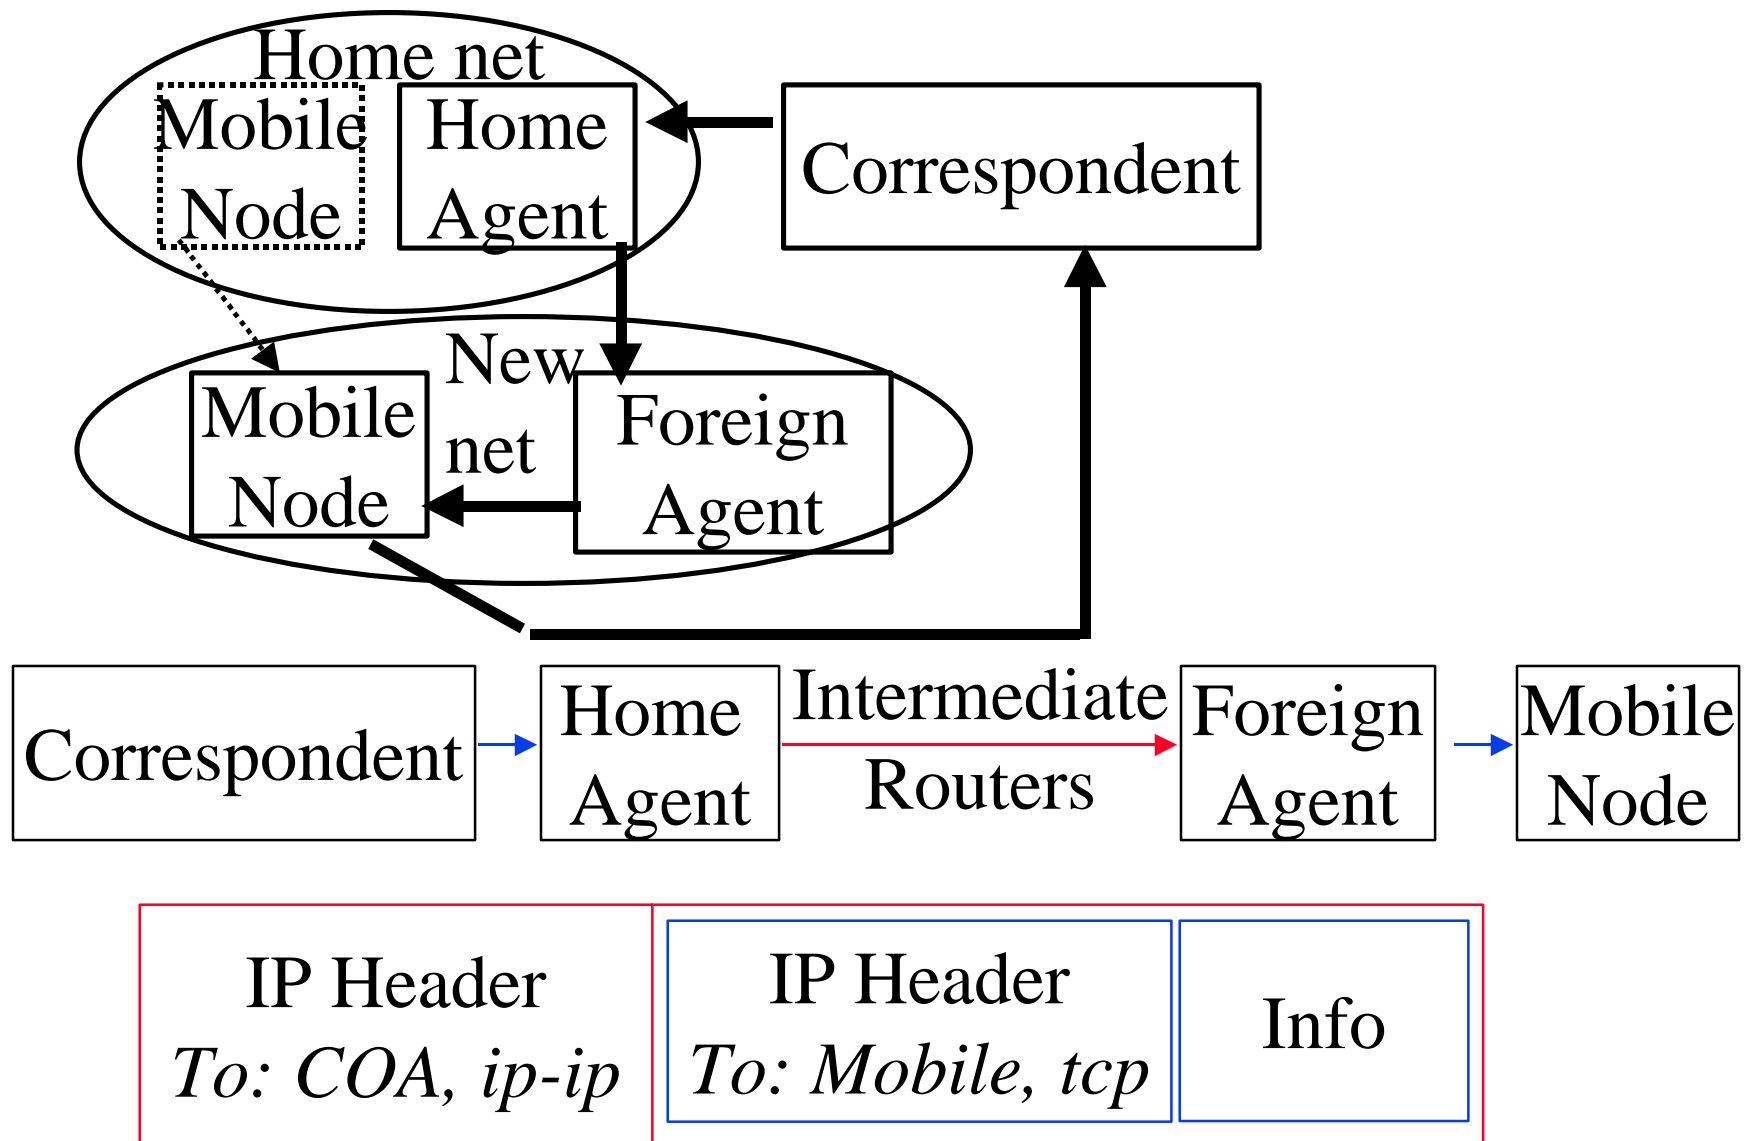 Home net
Mobile
Node
Home
Agent
Correspondent
New
net
Mobile
Node
Foreign
Agent
Correspondent
Home
Agent
Intermediate
Routers
Foreign
Agent
Mobile
Node
IP Header
To: COA, ip-ip
IP Header
To: Mobile, tcp
Info